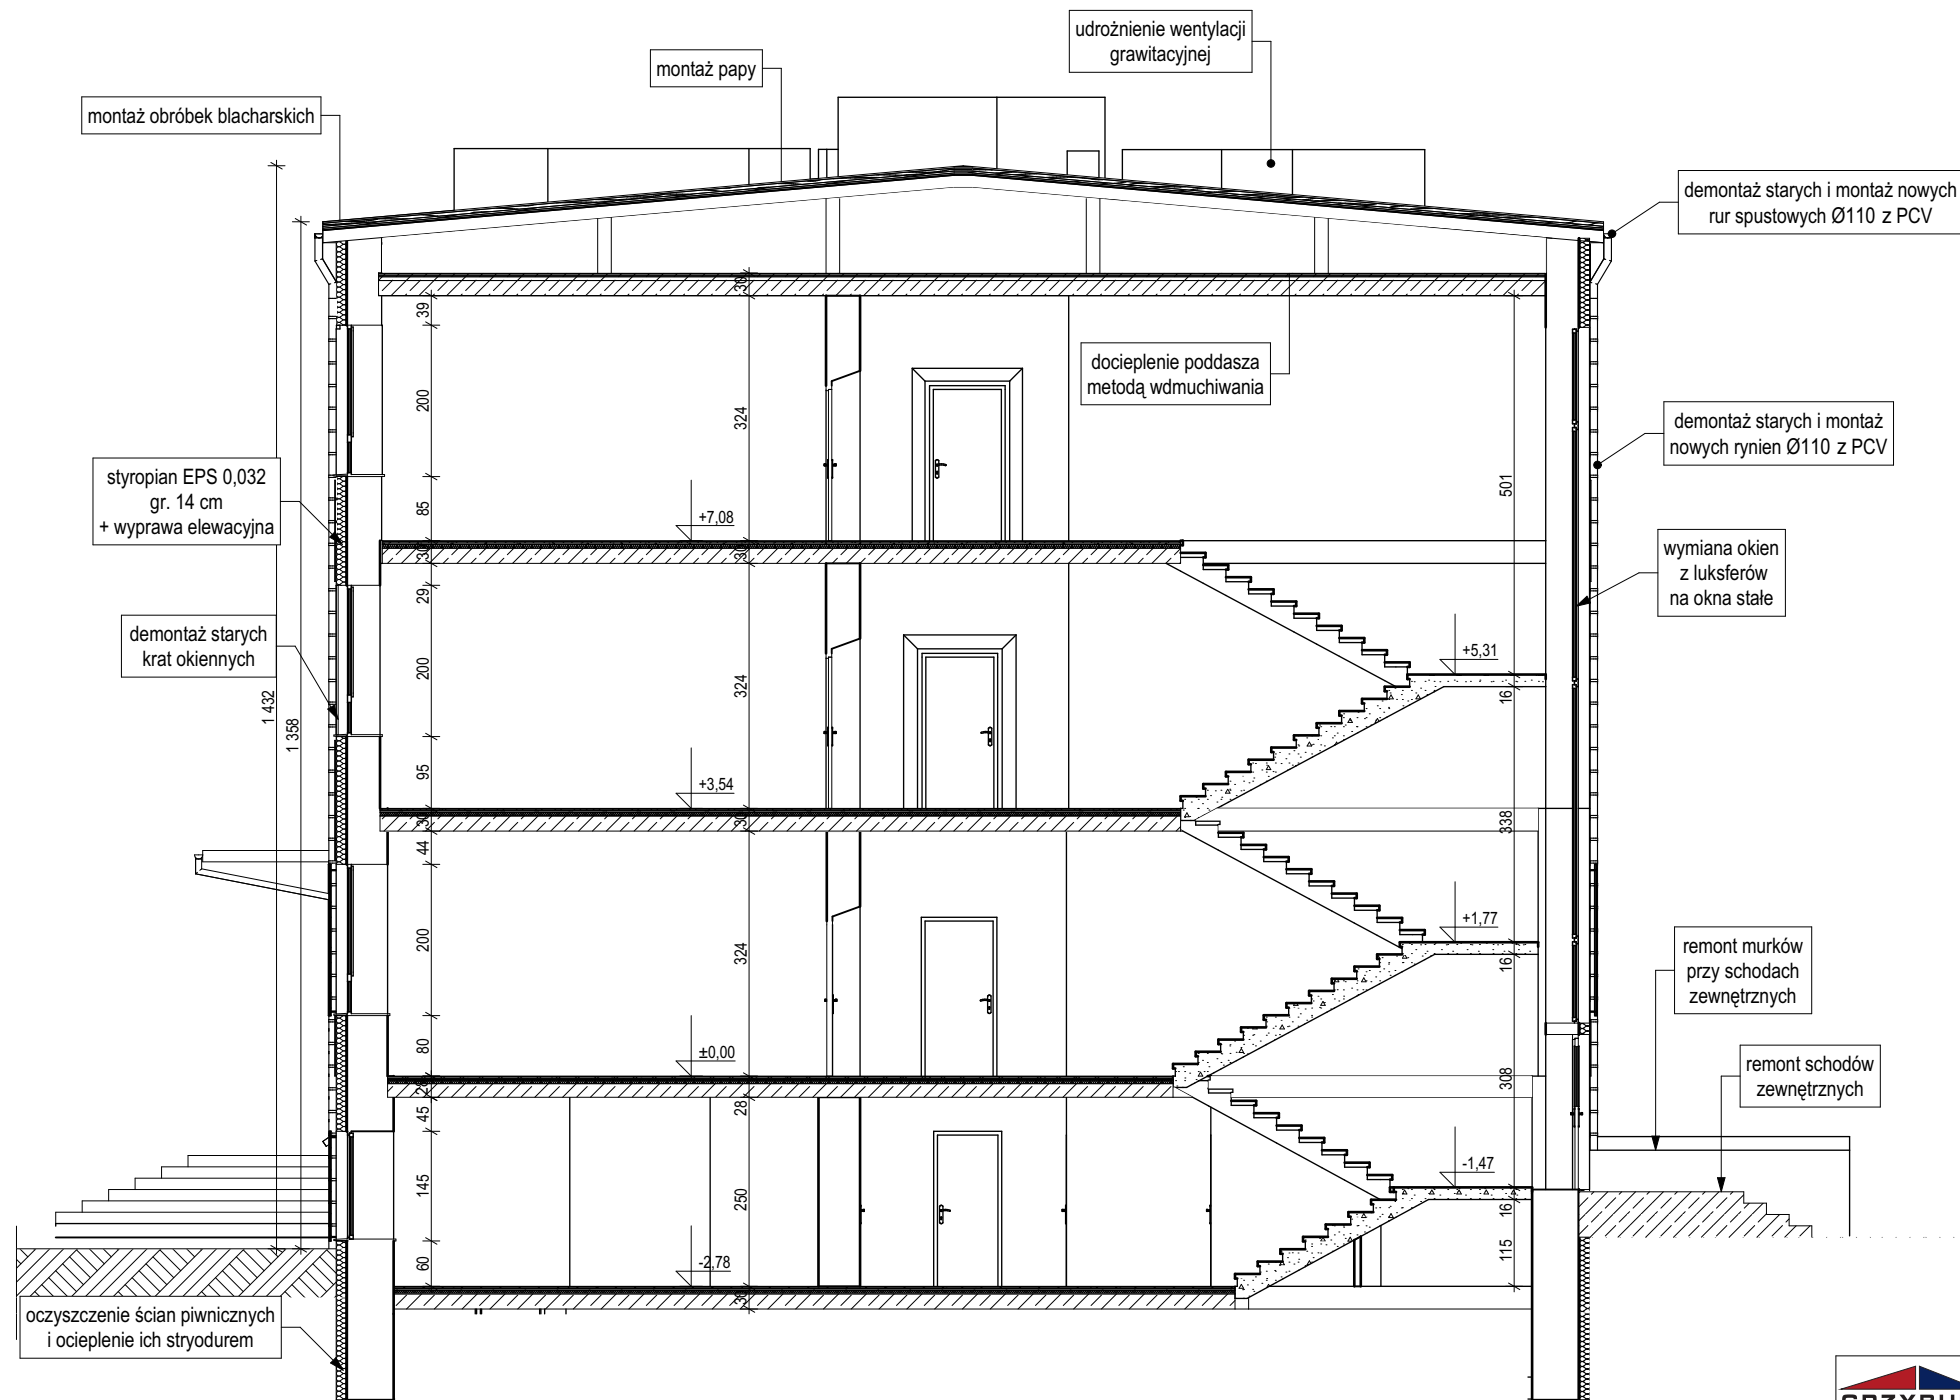 udrożnienie wentylacji
grawitacyjnej
montaż papy
montaż obróbek blacharskich
demontaż starych i montaż nowych
rur spustowych Ø110 z PCV
docieplenie poddasza
metodą wdmuchiwania
demontaż starych i montaż
nowych rynien Ø110 z PCV
styropian EPS 0,032
gr. 14 cm
+ wyprawa elewacyjna
wymiana okien
z luksferów
na okna stałe
demontaż starych
krat okiennych
remont murków
przy schodach
zewnętrznych
remont schodów
zewnętrznych
oczyszczenie ścian piwnicznych
i ocieplenie ich stryodurem
1 432
1 358
39
200
85
30
29
200
95
30
44
200
80
28
45
145
60
30
324
30
324
30
324
28
250
30
501
16
338
16
308
16
115
+7,08
+5,31
+3,54
+1,77
±0,00
-1,47
-2,78